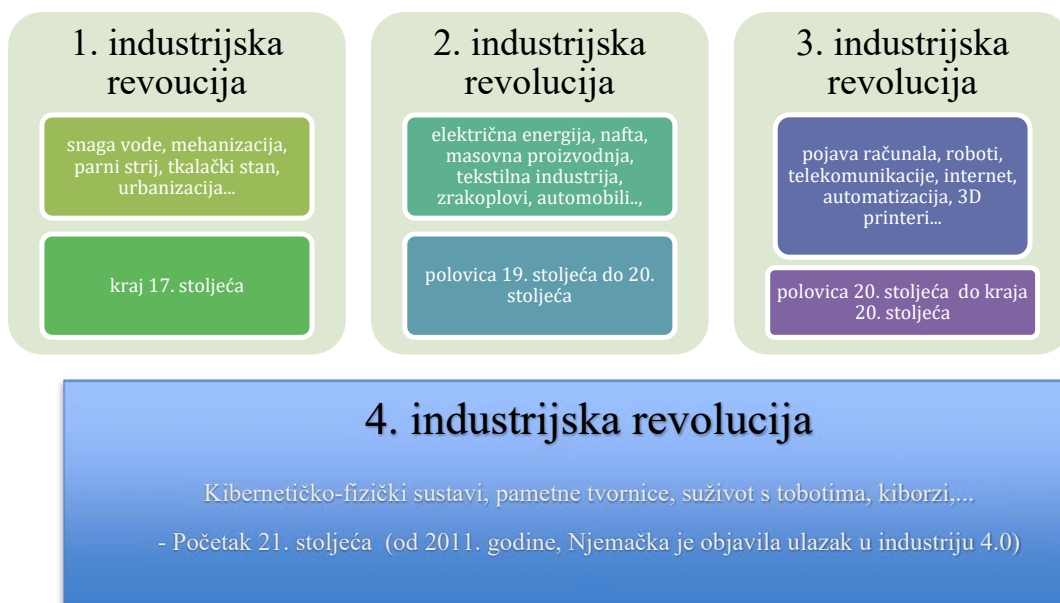 1. industrijska
revoucija
snaga vode, mehanizacija,
parni strij, tkalački stan,
urbanizacija...
kraj 17. stoljeća
2. industrijska
revolucija
električna energija, nafta,
masovna proizvodnja,
tekstilna industrija,
zrakoplovi, automobili..,
polovica 19. stoljeća do 20.
stoljeća
3. industrijska
revolucija
pojava računala, roboti,
telekomunikacije, internet,
automatizacija, 3D
printeri...
polovica 20. stoljeća do kraja
20. stoljeća
4. industrijska revolucija
Kibernetičko-fizički sustavi, pametne tvornice, suživot s tobotima, kiborzi,...
- Početak 21. stoljeća (od 2011. godine, Njemačka je objavila ulazak u industriju 4.0)